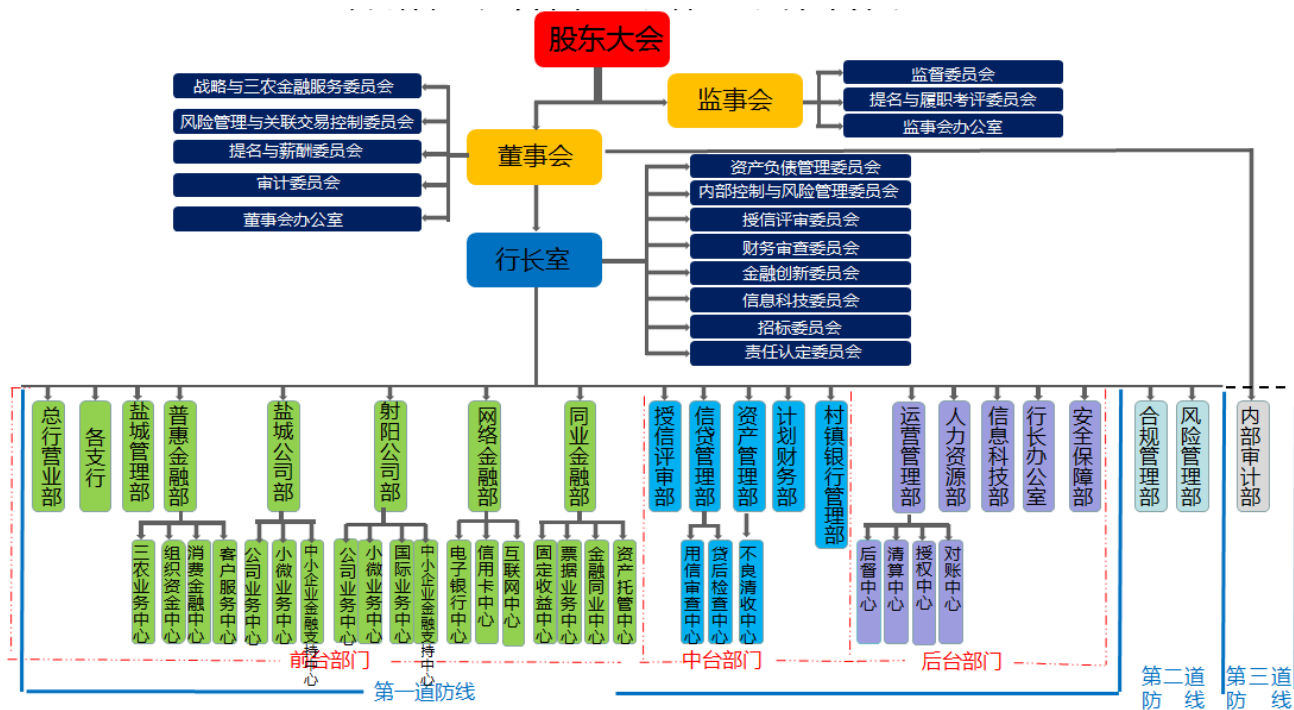 股东大会
监事会
监督委员会
提名与履职考评委员会
监事会办公室
战略与三农金融服务委员会
风险管理与关联交易控制委员会
提名与薪酬委员会
审计委员会
董事会办公室
董事会
资产负债管理委员会
内部控制与风险管理委员会
授信评审委员会
财务审查委员会
金融创新委员会
信息科技委员会
招标委员会
责任认定委员会
行长室
总行营业部
各支行
盐城管理部
普惠金融部
盐城公司部
射阳公司部
网络金融部
同业金融部
授信评审部
信贷管理部
资产管理部
计划财务部
村镇银行管理部
运营管理部
人力资源部
信息科技部
行长办公室
安全保障部
合规管理部
风险管理部
内部审计部
三农业务中心
组织资金中心
消费金融中心
客户服务中心
公司业务中心
小微业务中心
中小企业金融支持中心
公司业务中心
小微业务中心
国际业务中心
中小企业金融支持中心
电子银行中心
信用卡中心
互联网中心
固定收益中心
票据业务中心
金融同业中心
资产托管中心
用信审查中心
贷后检查中心
不良清收中心
后督中心
清算中心
授权中心
对账中心
前台部门
中台部门
后台部门
第一道防线
第二道
防线
第三道
防线